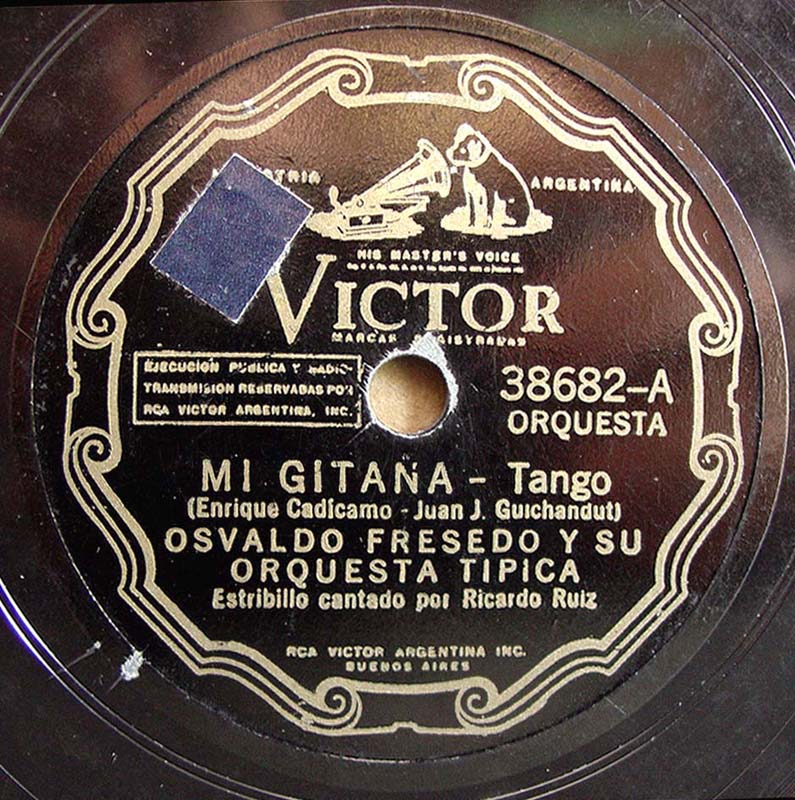 ARGENTINA
HIS MASTER'S VOICE
VICTOR
MARCAS REGISTRADAS
EJECUCION PUBLICA Y RADIO-
TRANSMISION RESERVADAS POR
RCA VICTOR ARGENTINA, INC.
38682-A
ORQUESTA
MI GITANA - Tango
(Enrique Cadicamo - Juan J. Guichandut)
OSVALDO FRESEDO Y SU
ORQUESTA TIPICA
Estribillo cantado por Ricardo Ruiz
RCA VICTOR ARGENTINA INC.
BUENOS AIRES